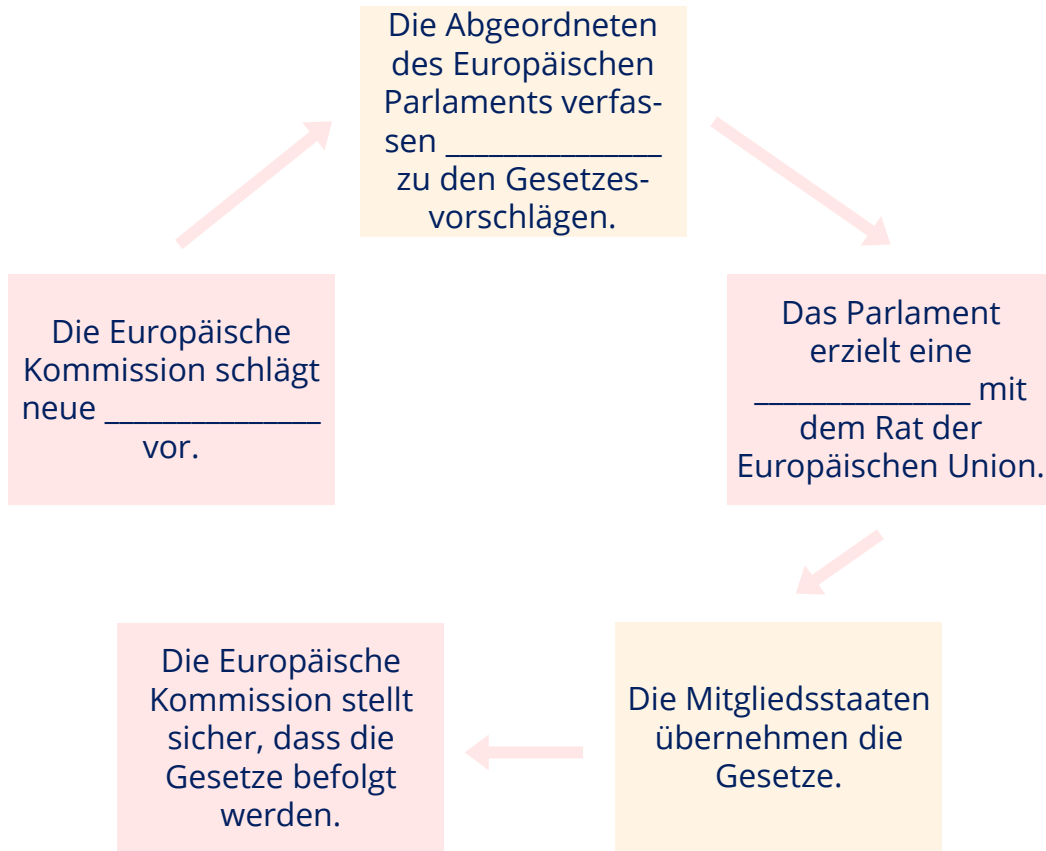 Die Abgeordneten
des Europäischen
Parlaments verfas-
sen _______________
zu den Gesetzes-
vorschlägen.
Die Europäische
Kommission schlägt
neue _______________
vor.
Das Parlament
erzielt eine
_______________ mit
dem Rat der
Europäischen Union.
Die Europäische
Kommission stellt
sicher, dass die
Gesetze befolgt
werden.
Die Mitgliedsstaaten
übernehmen die
Gesetze.